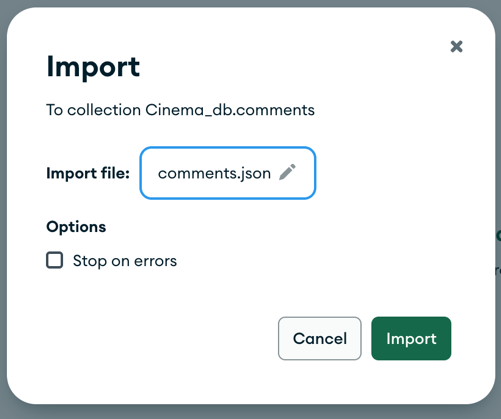 Import
To collection Cinema_db.comments
Import file: comments.json
Options
Stop on errors
Cancel Import